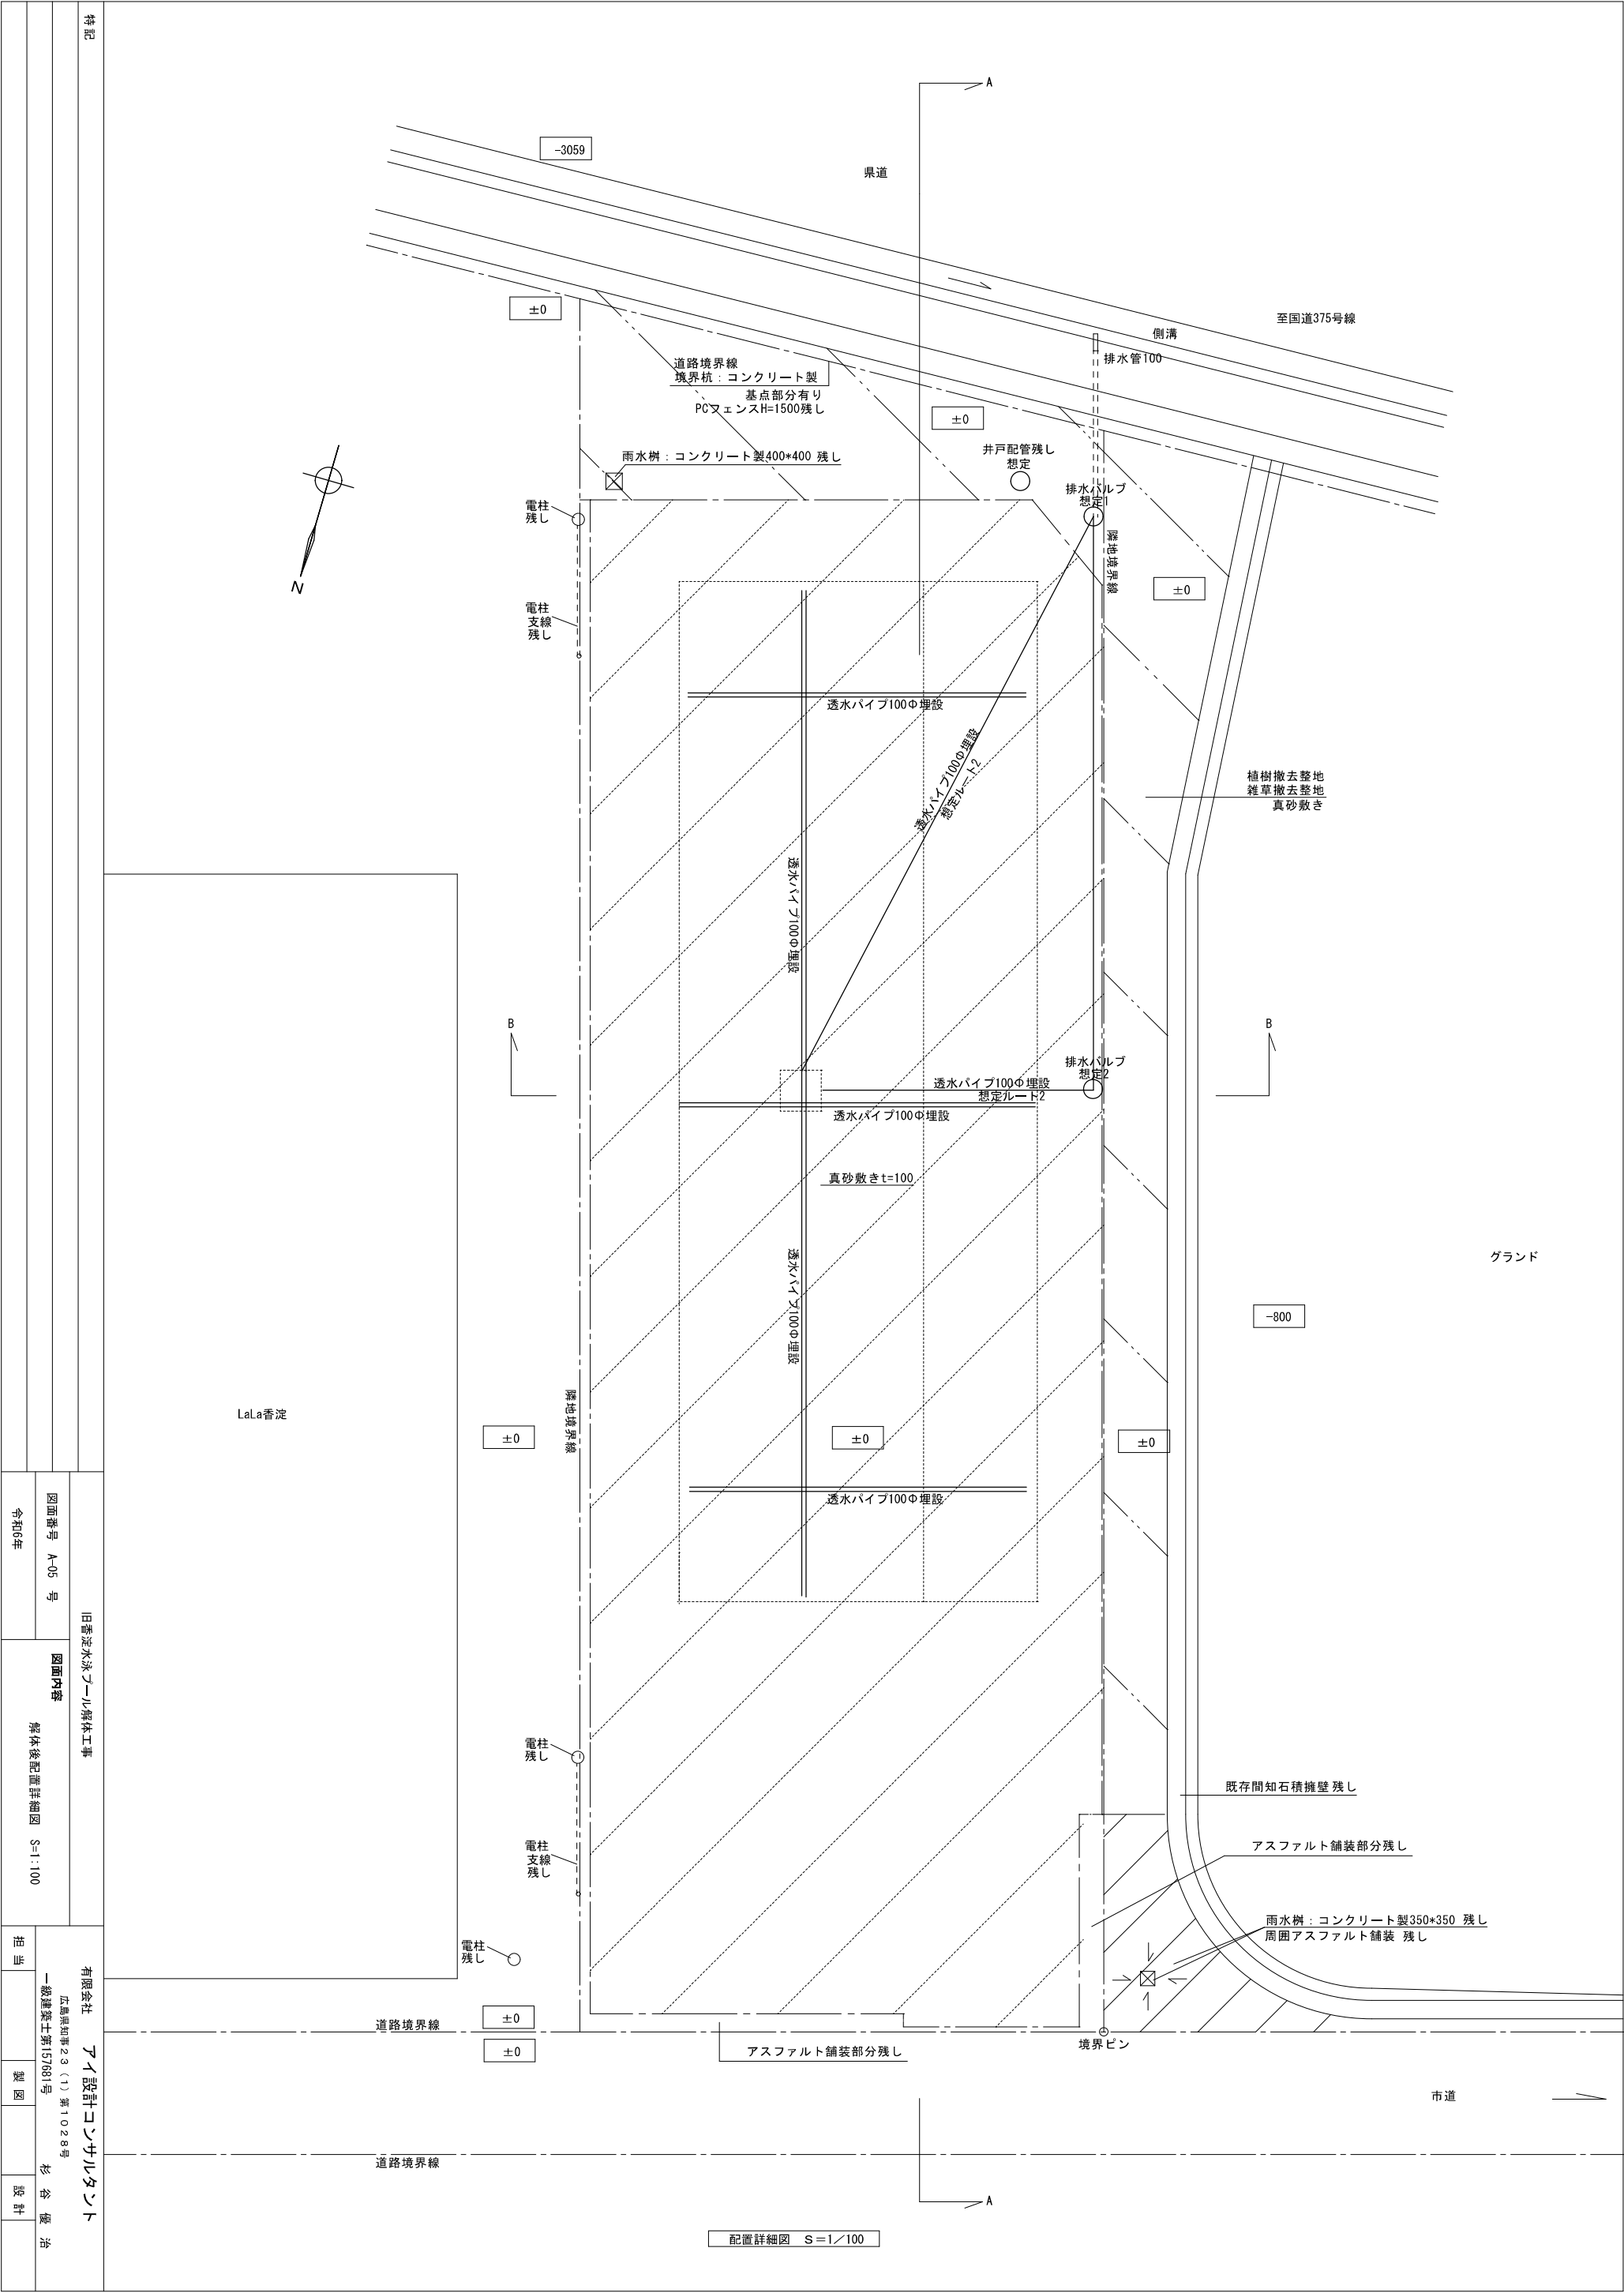 A
-3059
県道
至国道375号線
側溝
排水管100
±0
道路境界線
境界杭：コンクリート製
基点部分有り
PCフェンスH=1500残し
±0
井戸配管残し
想定
雨水桝：コンクリート製400*400 残し
排水バルブ
想定1
電柱
残し
隣地境界線
N
±0
電柱
支線
残し
透水パイプ100Φ埋設
透水パイプ100Φ埋設
想定ルート2
植樹撤去整地
雑草撤去整地
真砂敷き
透水パイプ100Φ埋設
B
B
排水バルブ
想定2
透水パイプ100Φ埋設
想定ルート2
透水パイプ100Φ埋設
真砂敷きt=100
グランド
透水パイプ100Φ埋設
-800
LaLa香淀
隣地境界線
±0
±0
±0
透水パイプ100Φ埋設
電柱
残し
既存間知石積擁壁 残し
電柱
支線
残し
アスファルト舗装部分残し
雨水桝：コンクリート製350*350 残し
周囲アスファルト舗装 残し
電柱
残し
±0
道路境界線
±0
アスファルト舗装部分残し
境界ピン
市道
道路境界線
A
配置詳細図 S＝1／100
特記
旧香淀水泳プール解体工事
図面番号 A-05 号
令和6年
図面内容
解体後配置詳細図 S=1:100
有限会社 アイ設計コンサルタント
広島県知事23（1）第1028号
一級建築士第157681号 杉谷優治
担当
製図
設計